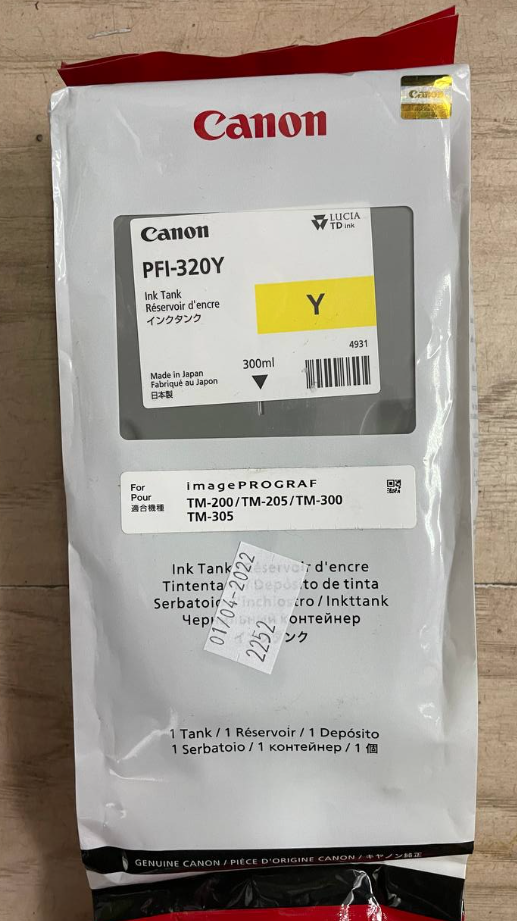 Canon
Canon
Canon
LUCIA
TD ink
PFI-320Y
Ink Tank
Réservoir d'encre
インクタンク
Y
4931
300ml
Made in Japan
Fabriqué au Japon
日本製
For
Pour
適合機種
imagePROGRAF
TM-200/TM-205/TM-300
TM-305
Ink Tank d'encre
Tintenta de tinta
Serbatoio d'inchiostro / Inkttank
контейнер
ンク
01/04-2022
2252
1 Tank / 1 Réservoir / 1 Depósito
1 Serbatoio / 1 контейнер / 1 個
GENUINE CANON / PIÈCE D'ORIGINE CANON / キヤノン純正